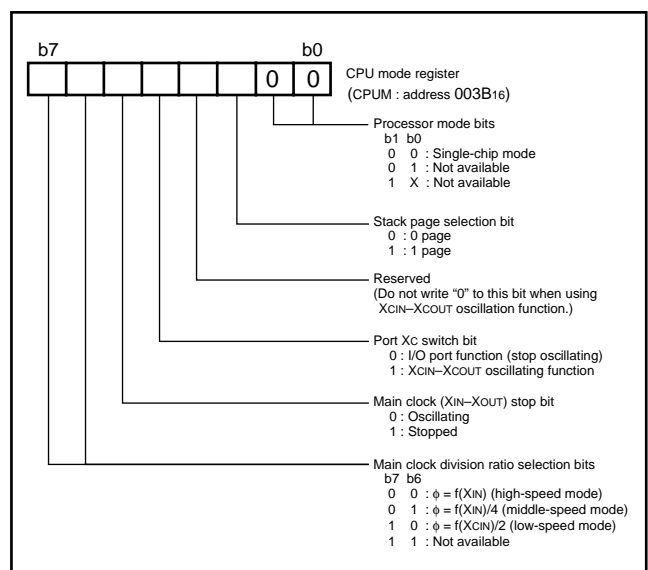 b7 b0
0 0
CPU mode register
(CPUM : address 003B16)
Processor mode bits
b1 b0
0 0 : Single-chip mode
0 1 : Not available
1 X : Not available
Stack page selection bit
0 : 0 page
1 : 1 page
Reserved
(Do not write “0” to this bit when using
XCIN–XCOUT oscillation function.)
Port XC switch bit
0 : I/O port function (stop oscillating)
1 : XCIN–XCOUT oscillating function
Main clock (XIN–XOUT) stop bit
0 : Oscillating
1 : Stopped
Main clock division ratio selection bits
b7 b6
0 0 : ϕ = f(XIN) (high-speed mode)
0 1 : ϕ = f(XIN)/4 (middle-speed mode)
1 0 : ϕ = f(XCIN)/2 (low-speed mode)
1 1 : Not available